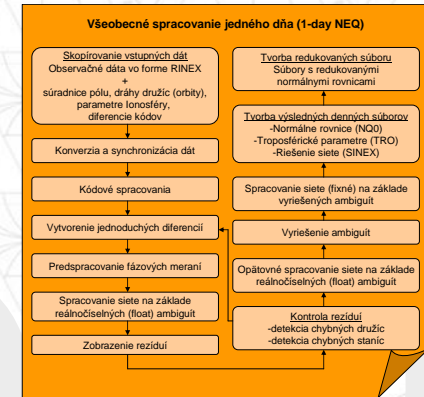 Všeobecné spracovanie jedného dňa (1-day NEQ)
Skopírovanie vstupných dát
Observačné dáta vo forme RINEX
+
súradnice pólu, dráhy družíc (orbity),
parametre Ionosféry,
diferencie kódov
Konverzia a synchronizácia dát
Kódové spracovania
Vytvorenie jednoduchých diferencií
Predspracovanie fázových meraní
Spracovanie siete na základe
reálnočíselných (float) ambiguít
Zobrazenie rezíduí
Tvorba redukovaných súboru
Súbory s redukovanými
normálnymi rovnicami
Tvorba výsledných denných súborov
-Normálne rovnice (NQ0)
-Troposférické parametre (TRO)
-Riešenie siete (SINEX)
Spracovanie siete (fixné) na základe
vyriešených ambiguít
Vyriešenie ambiguít
Opätovné spracovanie siete na základe
reálnočíselných (float) ambiguít
Kontrola rezíduí
-detekcia chybných družíc
-detekcia chybných staníc